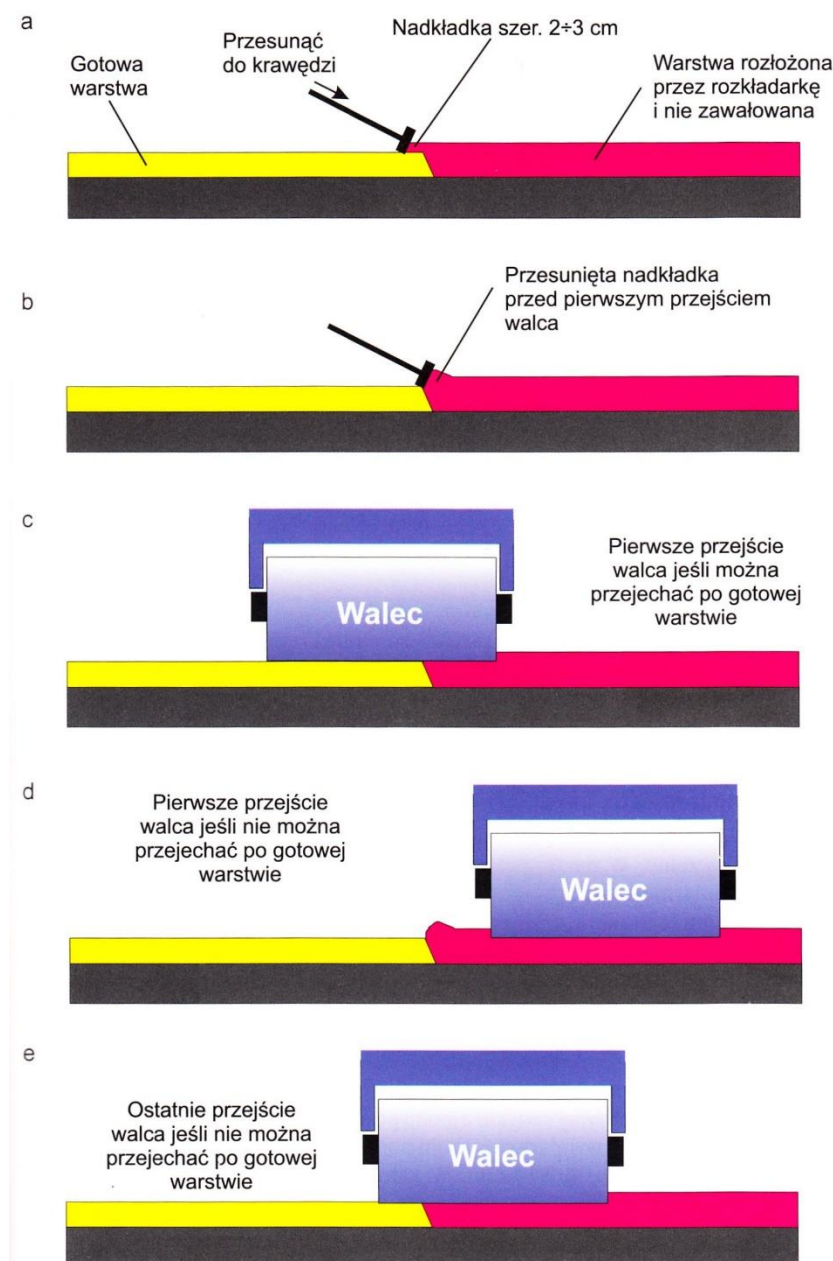 a
Gotowa
warstwa
Przesunąć
do krawędzi
Nadkładka szer. 2÷3 cm
Warstwa rozłożona
przez rozkładarkę
i nie zawałowana
b
Przesunięta nadkładka
przed pierwszym przejściem
walca
c
Walec
Pierwsze przejście
walca jeśli można
przejechać po gotowej
warstwie
d
Pierwsze przejście
walca jeśli nie można
przejechać po gotowej
warstwie
Walec
e
Ostatnie przejście
walca jeśli nie można
przejechać po gotowej
warstwie
Walec